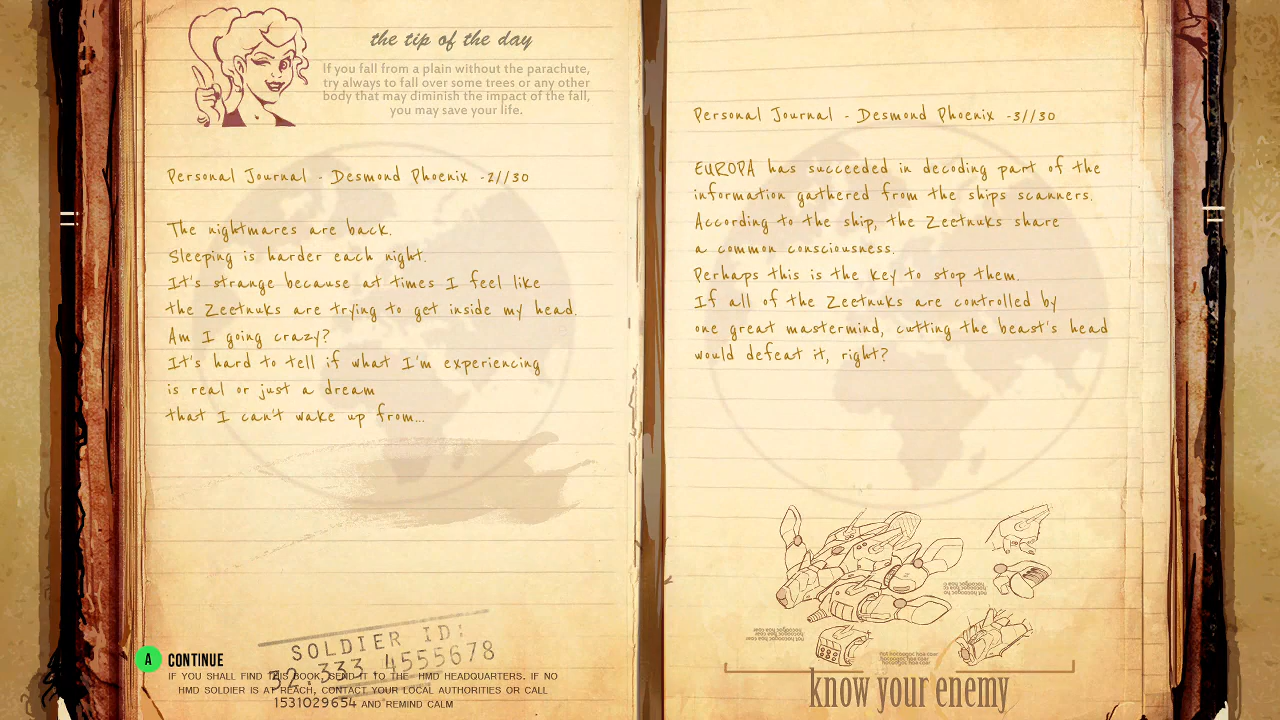 the tip of the day
If you fall from a plain without the parachute,
try always to fall over some trees or any other
body that may diminish the impact of the fall,
you may save your life.
Personal Journal - Desmond Phoenix -2//30
The nightmares are back.
Sleeping is harder each night.
It's strange because at times I feel like
the Zeetnuks are trying to get inside my head.
Am I going crazy?
It's hard to tell if what I'm experiencing
is real or just a dream
that I can't wake up from...
SOLDIER ID:
333 4555678
A CONTINUE
IF YOU SHALL FIND THIS BOOK, SEND IT TO THE HMD HEADQUARTERS. IF NO
HMD SOLDIER IS AT REACH, CONTACT YOUR LOCAL AUTHORITIES OR CALL
1531029654 AND REMIND CALM
Personal Journal - Desmond Phoenix -3//30
EUROPA has succeeded in decoding part of the
information gathered from the ships scanners.
According to the ship, the Zeetnuks share
a common consciousness.
Perhaps this is the key to stop them.
If all of the Zeetnuks are controlled by
one great mastermind, cutting the beast's head
would defeat it, right?
know your enemy